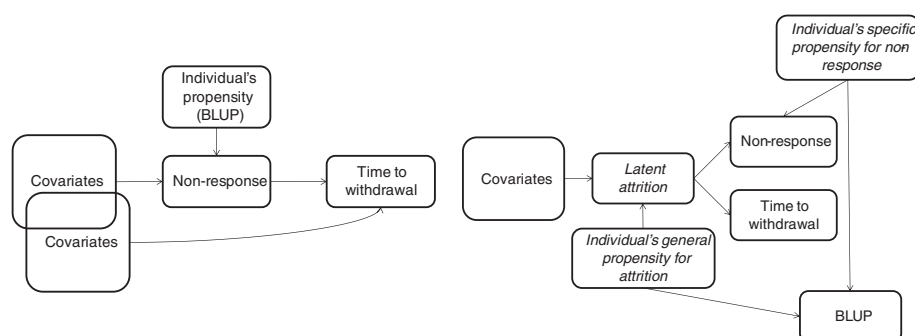 Individual's
propensity
(BLUP)
Covariates
Non-response
Time to
withdrawal
Covariates
Individual's specific
propensity for non-
response
Covariates
Latent
attrition
Non-response
Time to
withdrawal
Individual's general
propensity for
attrition
BLUP